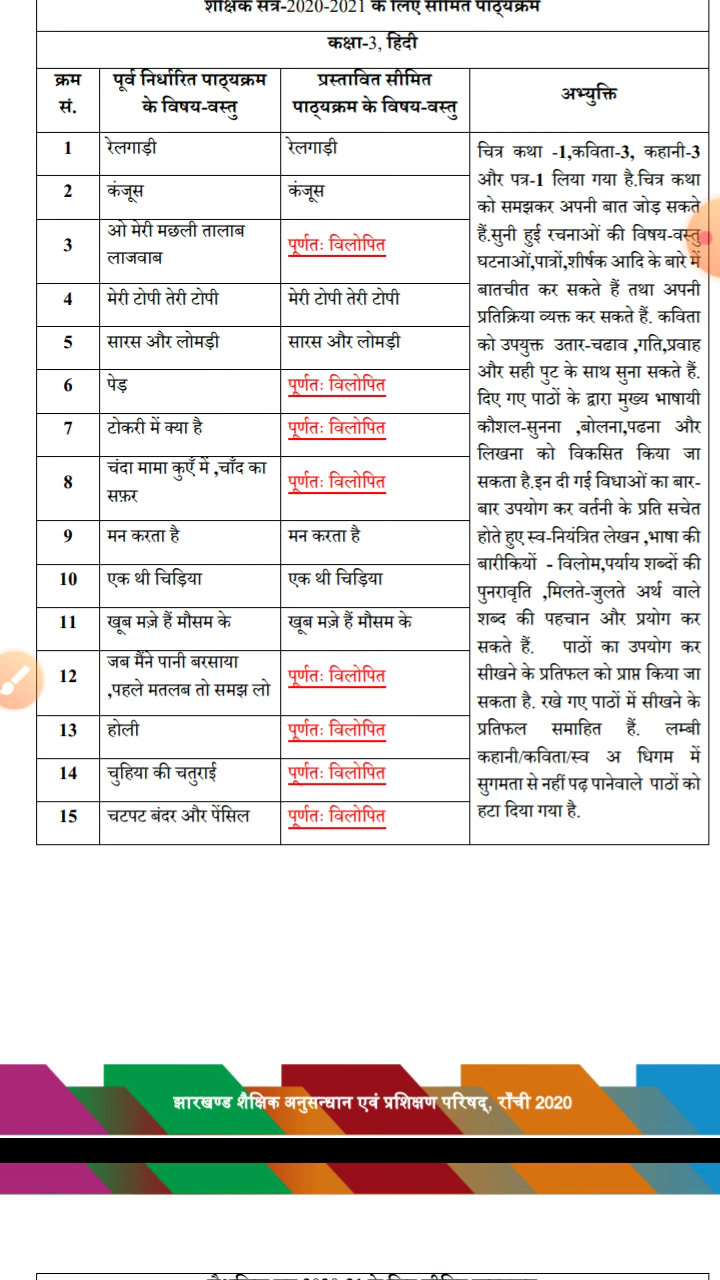 शैक्षिक सत्र-2020-2021 के लिए सीमित पाठ्यक्रम
कक्षा-3, हिंदी
क्रम सं.
पूर्व निर्धारित पाठ्यक्रम के विषय-वस्तु
प्रस्तावित सीमित पाठ्यक्रम के विषय-वस्तु
अभ्युक्ति
1 रेलगाड़ी रेलगाड़ी
2 कंजूस कंजूस
3 ओ मेरी मछली तालाब लाजवाब पूर्णतः विलोपित
4 मेरी टोपी तेरी टोपी मेरी टोपी तेरी टोपी
5 सारस और लोमड़ी सारस और लोमड़ी
6 पेड़ पूर्णतः विलोपित
7 टोकरी में क्या है पूर्णतः विलोपित
8 चंदा मामा कुएँ में ,चाँद का सफ़र पूर्णतः विलोपित
9 मन करता है मन करता है
10 एक थी चिड़िया एक थी चिड़िया
11 खूब मज़े हैं मौसम के खूब मज़े हैं मौसम के
12 जब मैंने पानी बरसाया ,पहले मतलब तो समझ लो पूर्णतः विलोपित
13 होली पूर्णतः विलोपित
14 चुहिया की चतुराई पूर्णतः विलोपित
15 चटपट बंदर और पेंसिल पूर्णतः विलोपित
चित्र कथा -1,कविता-3, कहानी-3
और पत्र-1 लिया गया है.चित्र कथा
को समझकर अपनी बात जोड़ सकते
हैं.सुनी हुई रचनाओं की विषय-वस्तु
घटनाओं,पात्रों,शीर्षक आदि के बारे में
बातचीत कर सकते हैं तथा अपनी
प्रतिक्रिया व्यक्त कर सकते हैं. कविता
को उपयुक्त उतार-चढाव ,गति,प्रवाह
और सही पुट के साथ सुना सकते हैं.
दिए गए पाठों के द्वारा मुख्य भाषायी
कौशल-सुनना ,बोलना,पढना और
लिखना को विकसित किया जा
सकता है.इन दी गई विधाओं का बार-
बार उपयोग कर वर्तनी के प्रति सचेत
होते हुए स्व-नियंत्रित लेखन ,भाषा की
बारीकियों - विलोम,पर्याय शब्दों की
पुनरावृति ,मिलते-जुलते अर्थ वाले
शब्द की पहचान और प्रयोग कर
सकते हैं. पाठों का उपयोग कर
सीखने के प्रतिफल को प्राप्त किया जा
सकता है. रखे गए पाठों में सीखने के
प्रतिफल समाहित हैं. लम्बी
कहानी/कविता/स्व अ धिगम में
सुगमता से नहीं पढ़ पानेवाले पाठों को
हटा दिया गया है.
झारखण्ड शैक्षिक अनुसन्धान एवं प्रशिक्षण परिषद्, राँची 2020